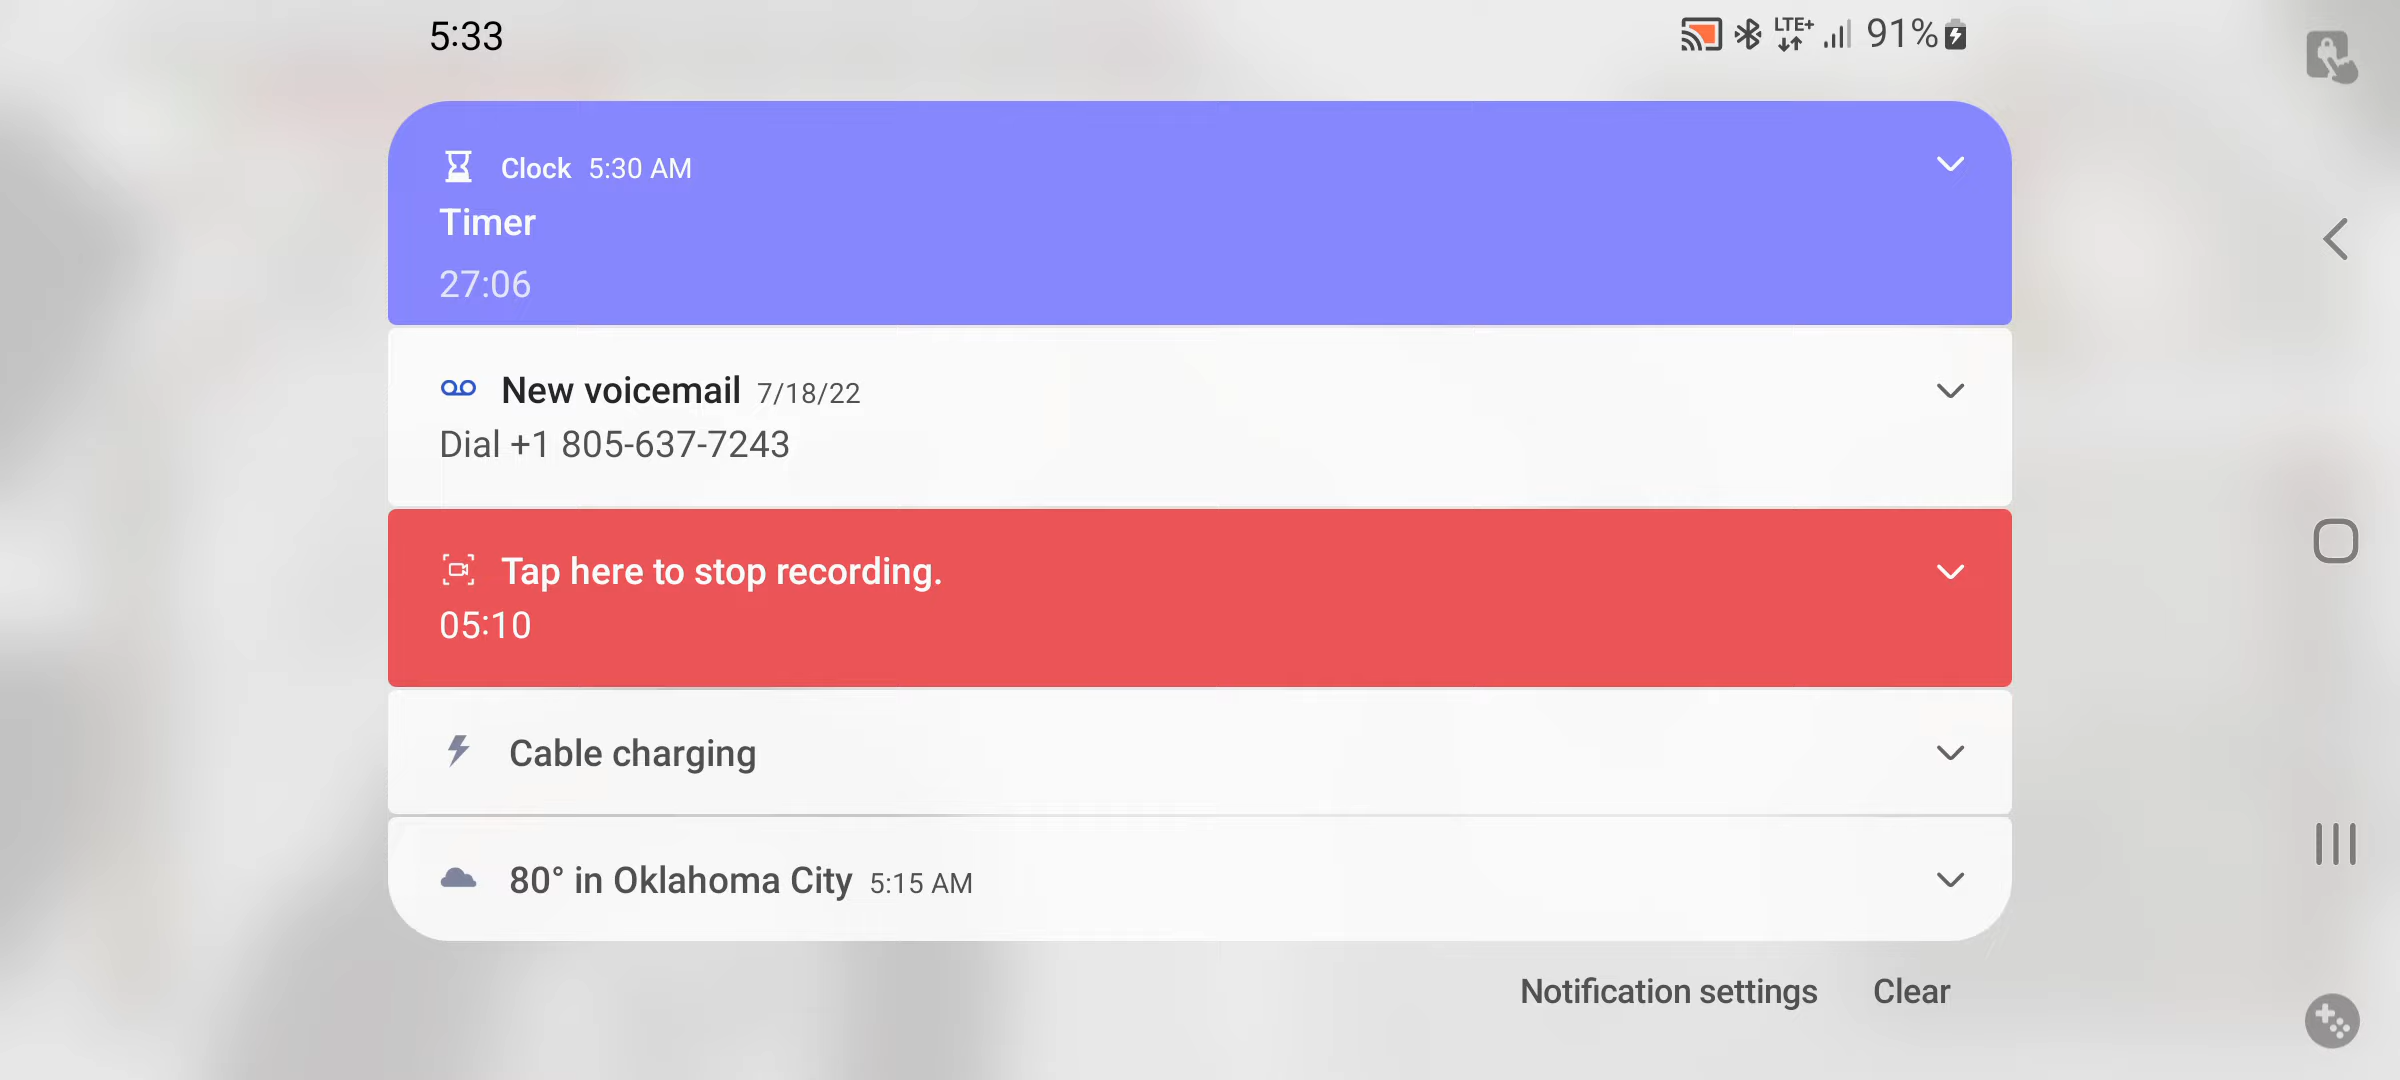 5:33
LTE+ 91%
Clock 5:30 AM
Timer
27:06
New voicemail 7/18/22
Dial +1 805-637-7243
Tap here to stop recording.
05:10
Cable charging
80° in Oklahoma City 5:15 AM
Notification settings Clear